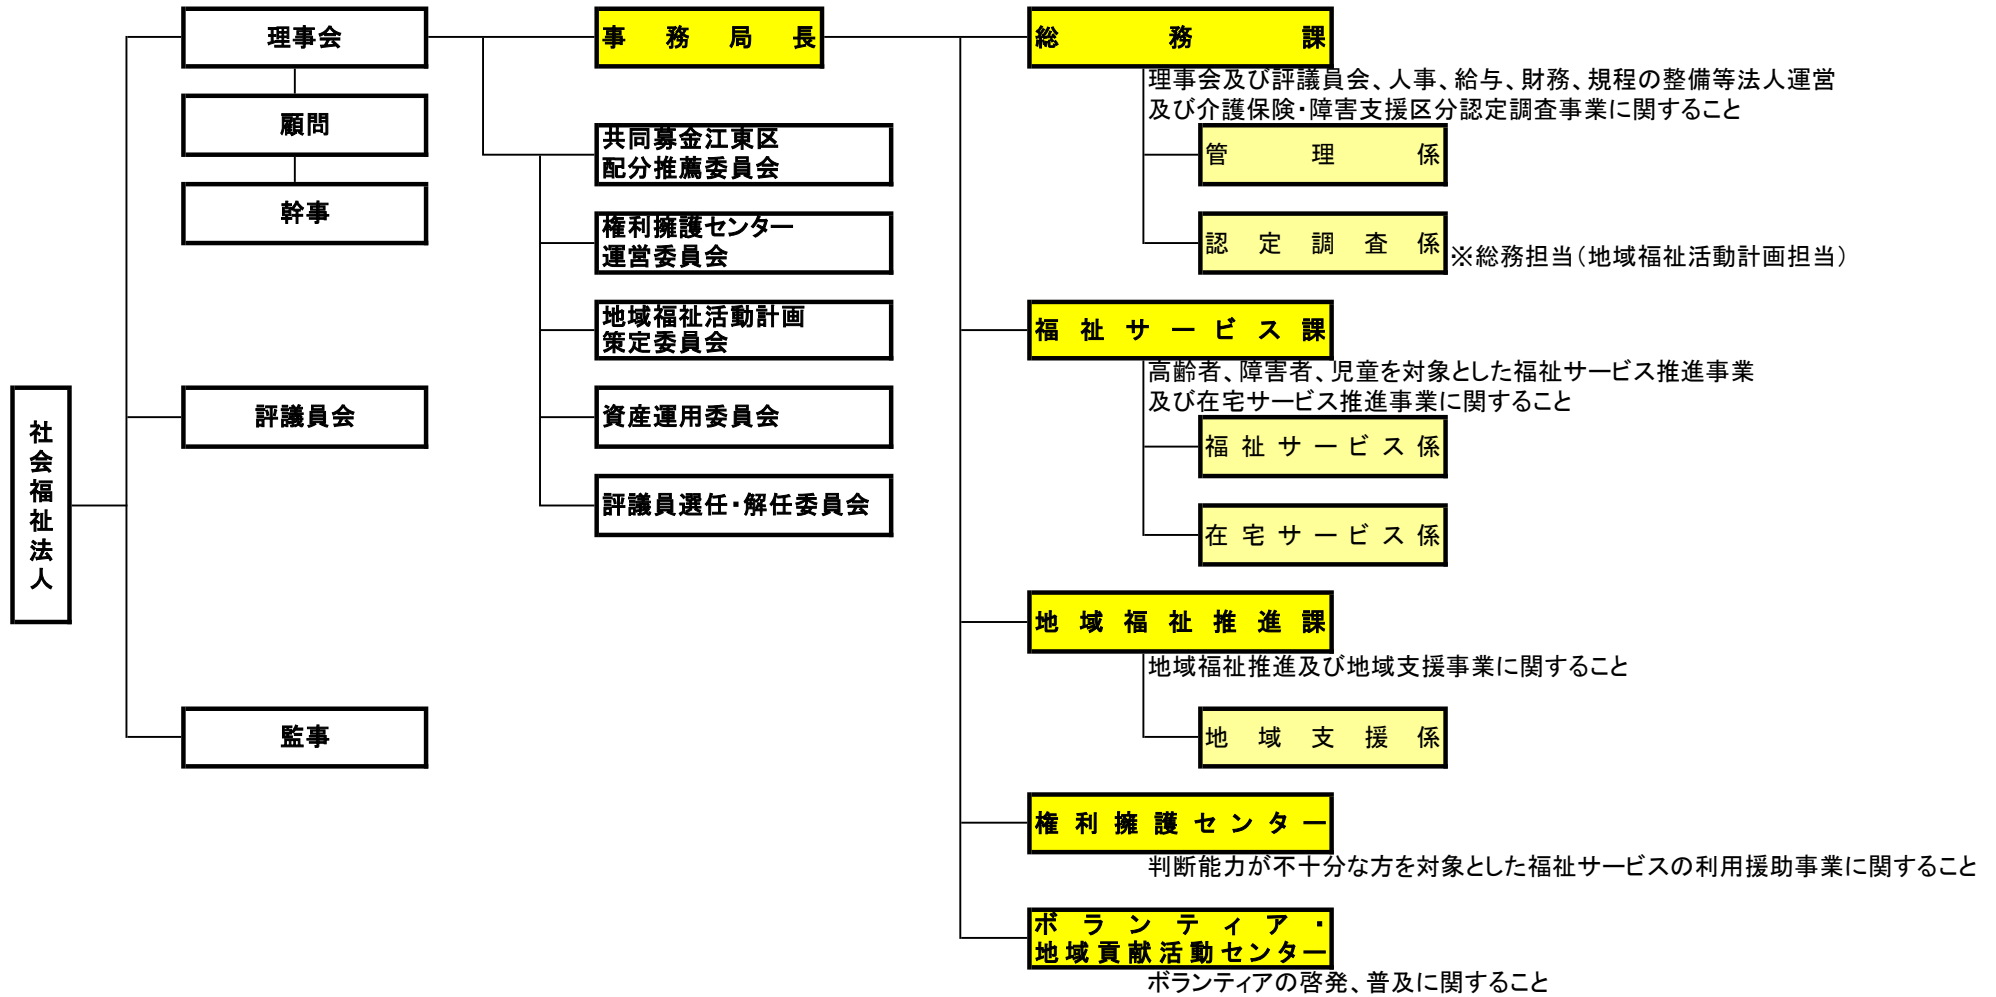 社会福祉法人
理事会
顧問
幹事
評議員会
監事
事務局長
共同募金江東区
配分推薦委員会
権利擁護センター
運営委員会
地域福祉活動計画
策定委員会
資産運用委員会
評議員選任・解任委員会
総務課
理事会及び評議員会、人事、給与、財務、規程の整備等法人運営
及び介護保険・障害支援区分認定調査事業に関すること
管理係
認定調査係
※総務担当（地域福祉活動計画担当）
福祉サービス課
高齢者、障害者、児童を対象とした福祉サービス推進事業
及び在宅サービス推進事業に関すること
福祉サービス係
在宅サービス係
地域福祉推進課
地域福祉推進及び地域支援事業に関すること
地域支援係
権利擁護センター
判断能力が不十分な方を対象とした福祉サービスの利用援助事業に関すること
ボランティア・
地域貢献活動センター
ボランティアの啓発、普及に関すること